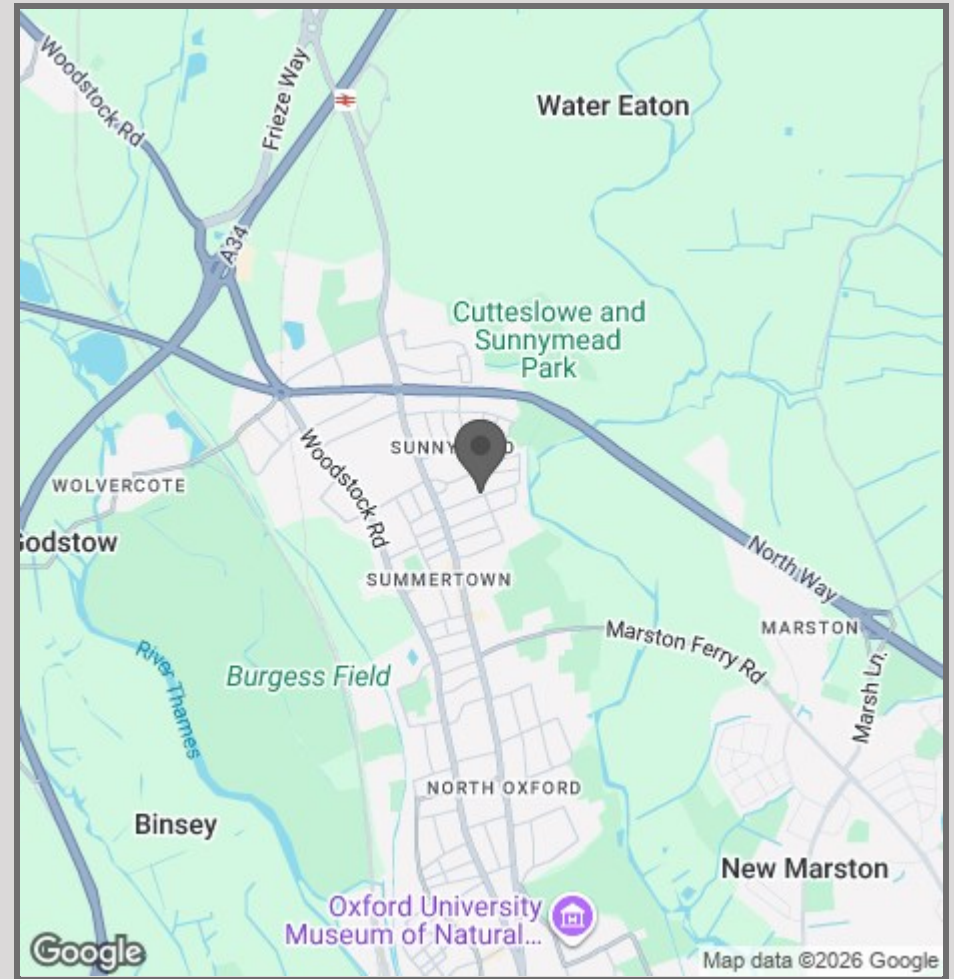 Woodstock Rd
Frieze Way
Water Eaton
A34
Cutteslowe and
Sunnymead
Park
SUNNY
D
WOLVERCOTE
Woodstock Rd
Godstow
North Way
SUMMERTOWN
MARSTON
Marston Ferry Rd
River Thames
Burgess Field
Marsh Ln.
NORTH OXFORD
Binsey
New Marston
Oxford University
Museum of Natural...
Google
Map data ©2026 Google